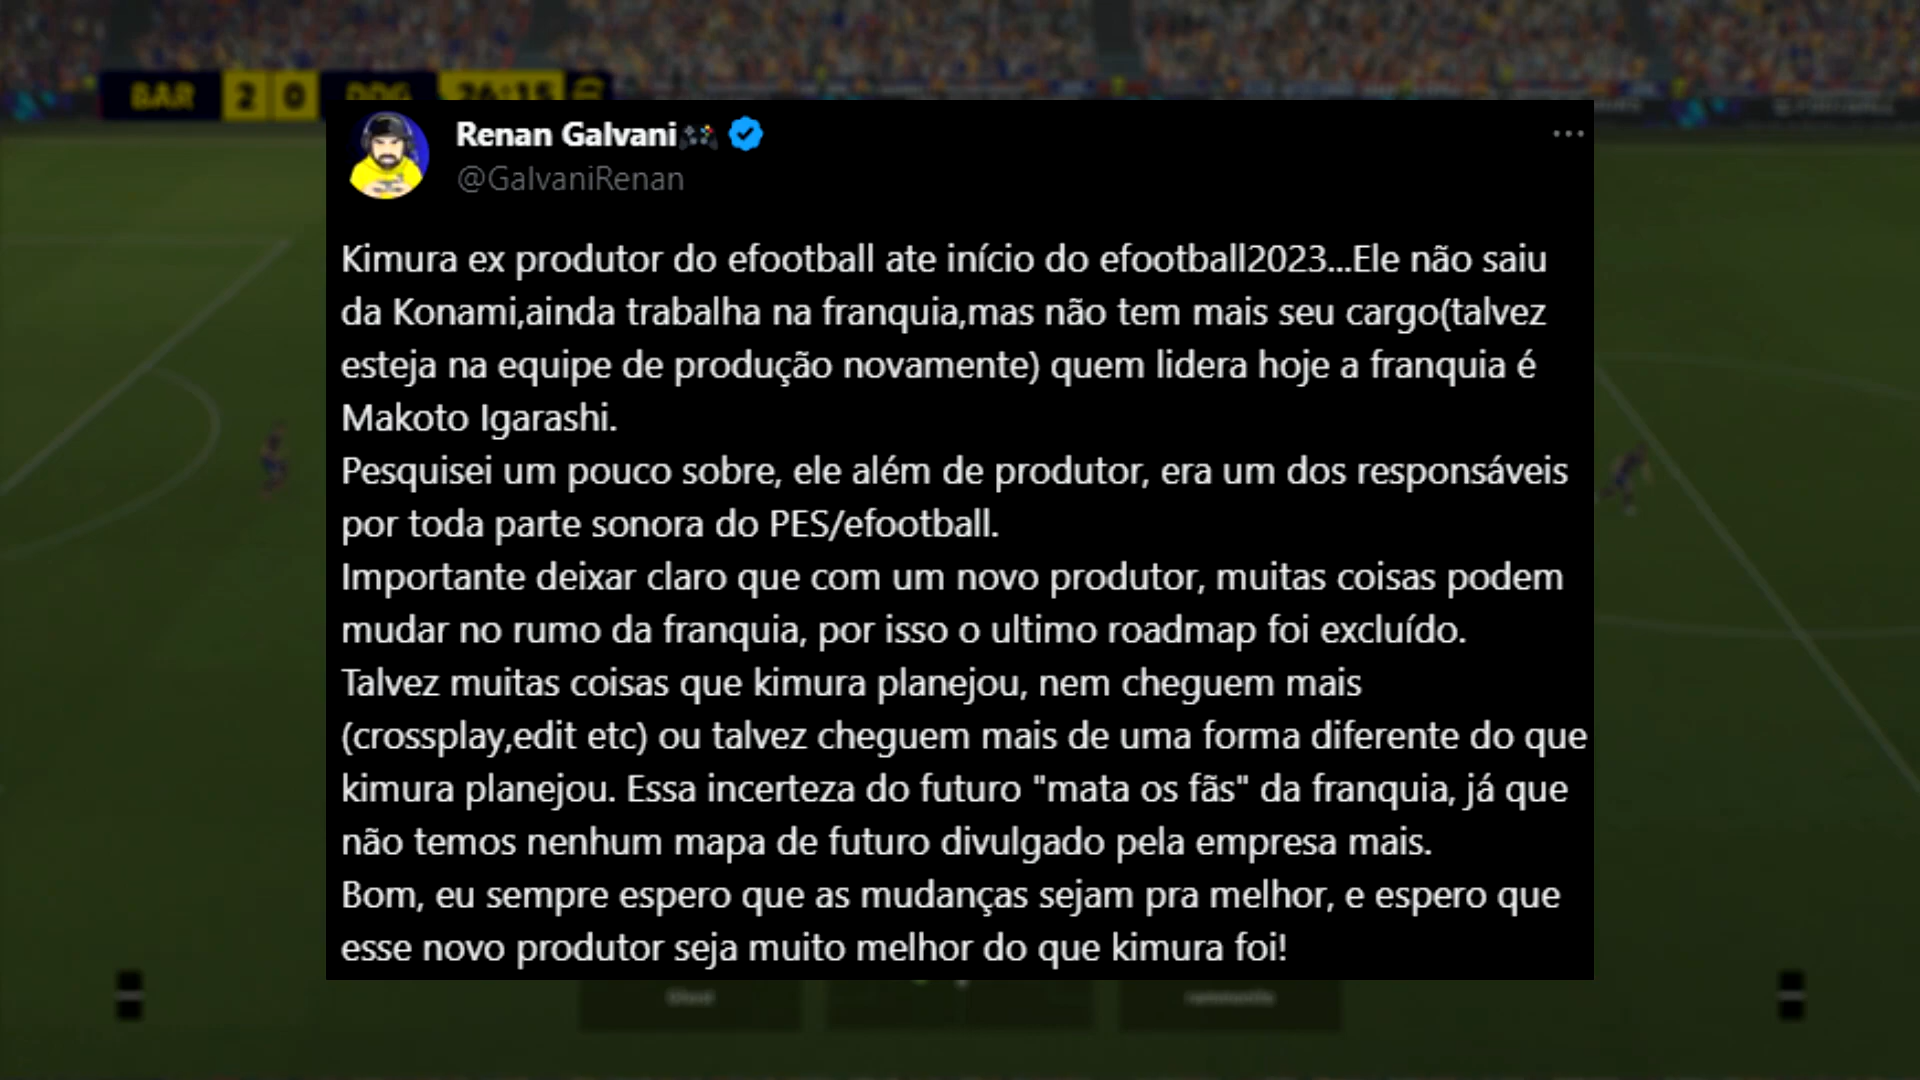 BAR 2 0 PDG 26:15
Renan Galvani
@GalvaniRenan
Kimura ex produtor do efootball ate início do efootball2023...Ele não saiu
da Konami,ainda trabalha na franquia,mas não tem mais seu cargo(talvez
esteja na equipe de produção novamente) quem lidera hoje a franquia é
Makoto Igarashi.
Pesquisei um pouco sobre, ele além de produtor, era um dos responsáveis
por toda parte sonora do PES/efootball.
Importante deixar claro que com um novo produtor, muitas coisas podem
mudar no rumo da franquia, por isso o ultimo roadmap foi excluído.
Talvez muitas coisas que kimura planejou, nem cheguem mais
(crossplay,edit etc) ou talvez cheguem mais de uma forma diferente do que
kimura planejou. Essa incerteza do futuro "mata os fãs" da franquia, já que
não temos nenhum mapa de futuro divulgado pela empresa mais.
Bom, eu sempre espero que as mudanças sejam pra melhor, e espero que
esse novo produtor seja muito melhor do que kimura foi!